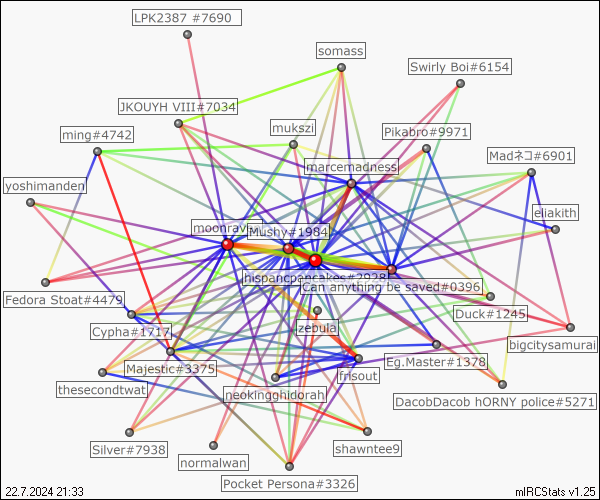 LPK2387 #7690
somass
Swirly Boi#6154
JKOUYH VIII#7034
mukszi
Pikabro#9971
ming#4742
Madネコ#6901
marcemadness
yoshimanden
eliakith
Mushy#1984
Can anything be saved#0396
Fedora Stoat#4479
Duck#1245
Cypha#1717
zebula
bigcitysamurai
Majestic#3375
Eg.Master#1378
frisout
thesecondtwat
neokingghidorah
DacobDacob hORNY police#5271
Silver#7938
normalwan
shawntee9
Pocket Persona#3326
22.7.2024 21:33
mIRCStats v1.25